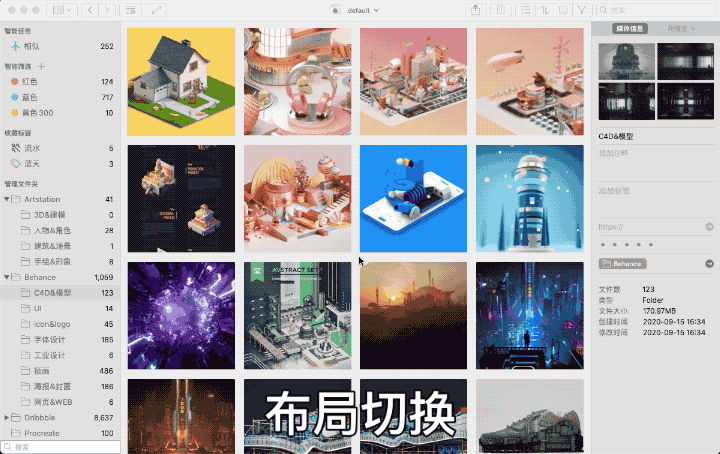 default
搜索
智能任务
相似 252
智能筛选
红色 124
蓝色 717
黄色 300 10
收藏标签
流水 5
蓝天 3
管理文件夹
Artstation 41
3D&建模 0
人物&角色 28
建筑&场景 1
手绘&形象 8
Behance 1,059
C4D&模型 123
UI 14
icon&logo 45
字体设计 185
工业设计 6
插画 486
海报&封面 186
网页&WEB 6
Dribbble 8,637
Procreate 100
搜索
AVSTRACT SET
布局切换
媒体信息
元信息
C4D&模型
添加注释
添加标签
https://
Behance
文件数 123
类型 Folder
文件大小 170.97MB
创建时间 2020-09-15 16:34
修改时间 2020-09-15 16:34